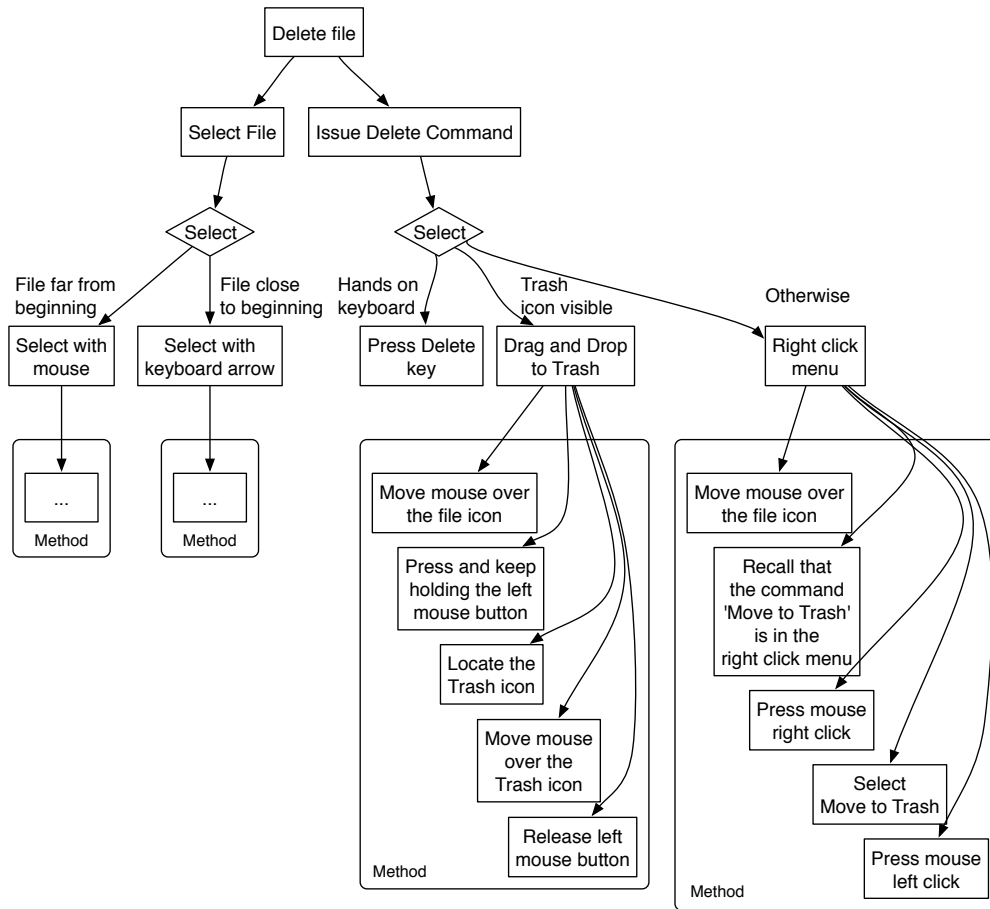 Delete file
Select File
Issue Delete Command
Select
Select
File far from
beginning
File close
to beginning
Hands on
keyboard
Trash
icon visible
Otherwise
Select with
mouse
Select with
keyboard arrow
Press Delete
key
Drag and Drop
to Trash
Right click
menu
...
Method
...
Method
Move mouse over
the file icon
Press and keep
holding the left
mouse button
Locate the
Trash icon
Move mouse
over the
Trash icon
Release left
mouse button
Method
Move mouse over
the file icon
Recall that
the command
'Move to Trash'
is in the
right click menu
Press mouse
right click
Select
Move to Trash
Press mouse
left click
Method